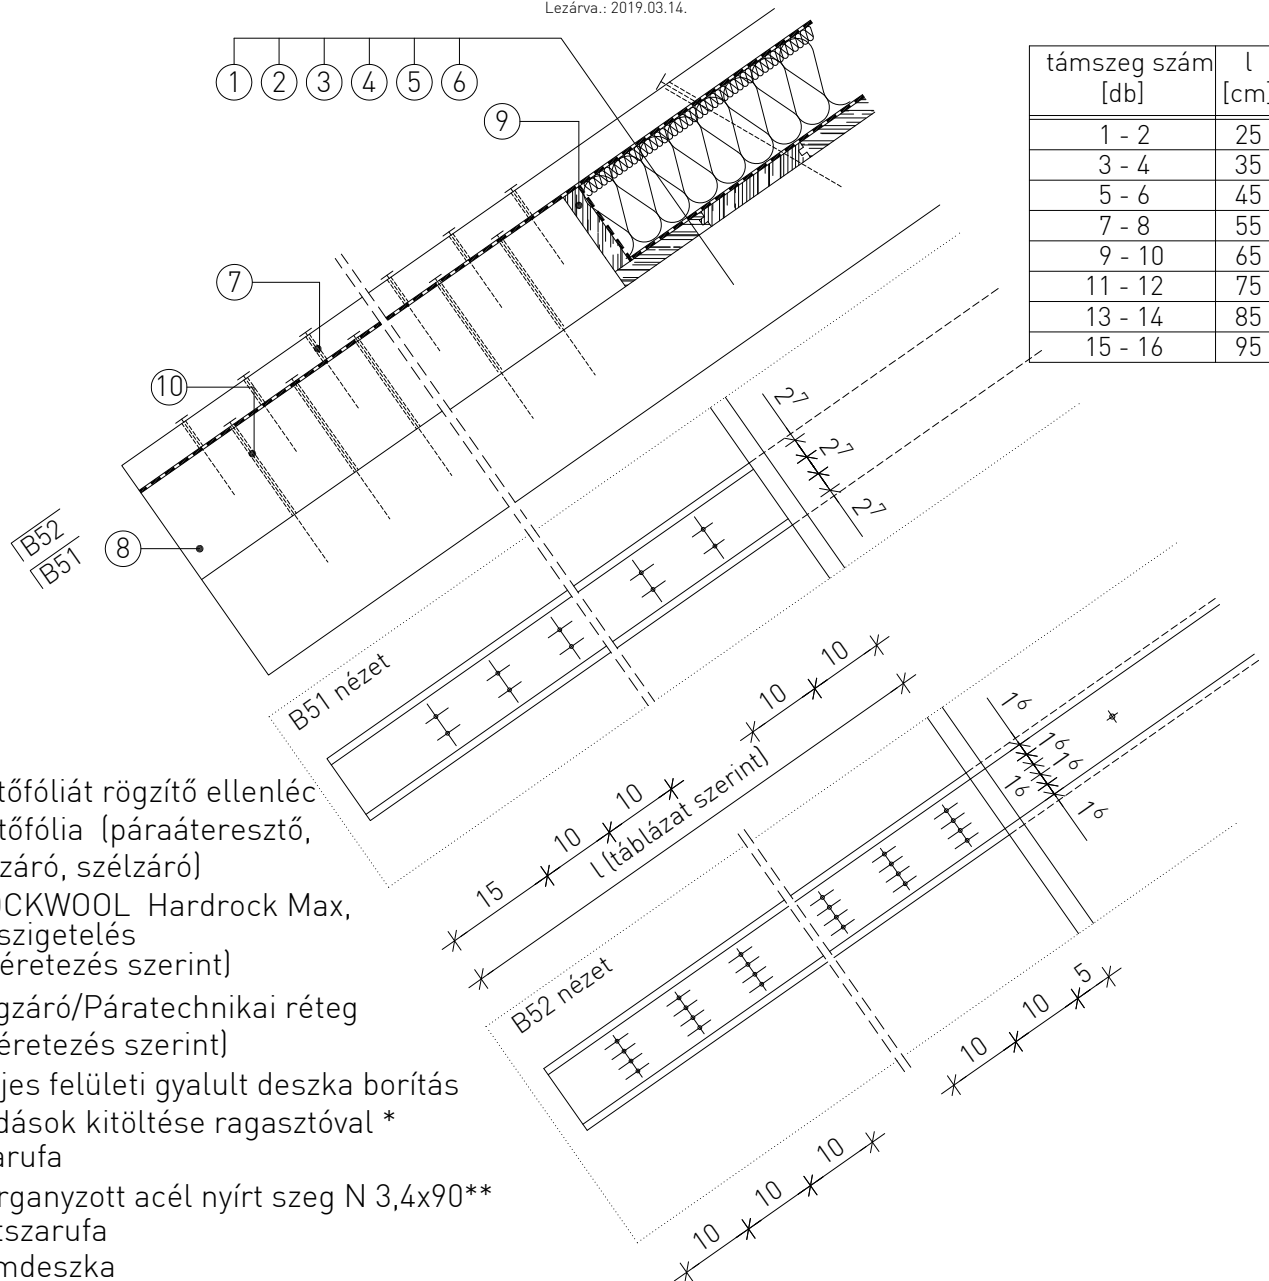 Lezárva.: 2019.03.14.
1 2 3 4 5 6
9
7
10
8
B52
B51
támszeg szám l
[db] [cm]
1 - 2 25
3 - 4 35
5 - 6 45
7 - 8 55
9 - 10 65
11 - 12 75
13 - 14 85
15 - 16 95
2⁷
2⁷
2⁷
B51 nézet
15
10
10
10
10
l (táblázat szerint)
1⁶
1⁶
1⁶
1⁶
1⁶
B52 nézet
10
10
10
10
10
5
tőfóliát rögzítő ellenléc
tőfólia (páraáteresztő,
záró, szélzáró)
OCKWOOL Hardrock Max,
szigetelés
éretezés szerint)
gzáró/Páratechnikai réteg
éretezés szerint)
jes felületi gyalult deszka borítás
dások kitöltése ragasztóval *
arufa
rganyzott acél nyírt szeg N 3,4x90**
tszarufa
mdeszka